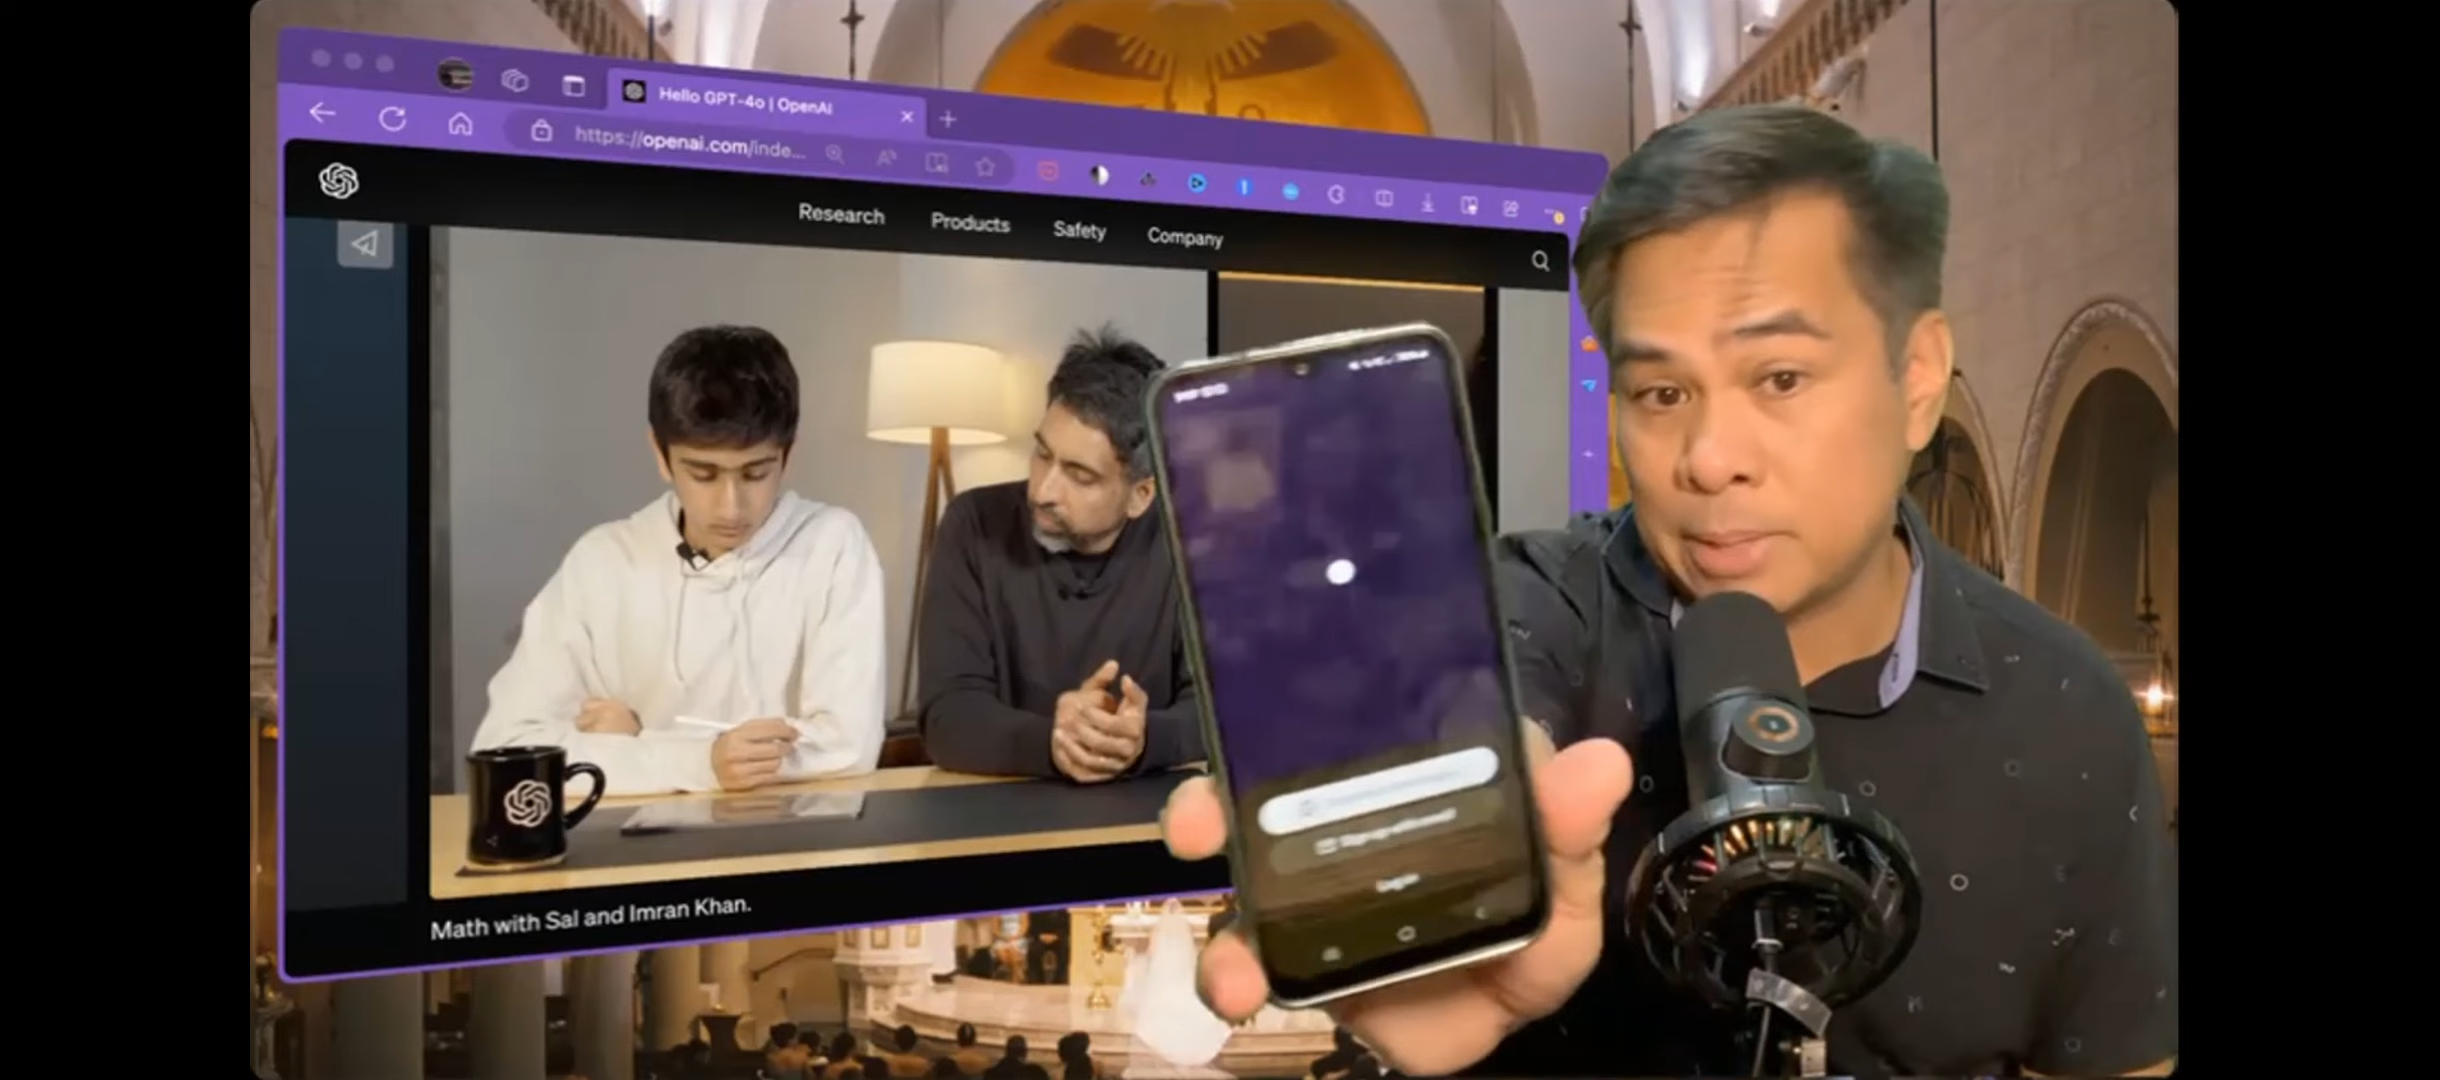 Hello GPT-4o | OpenAI
https://openai.com/inde...
Research Products Safety Company
Math with Sal and Imran Khan.